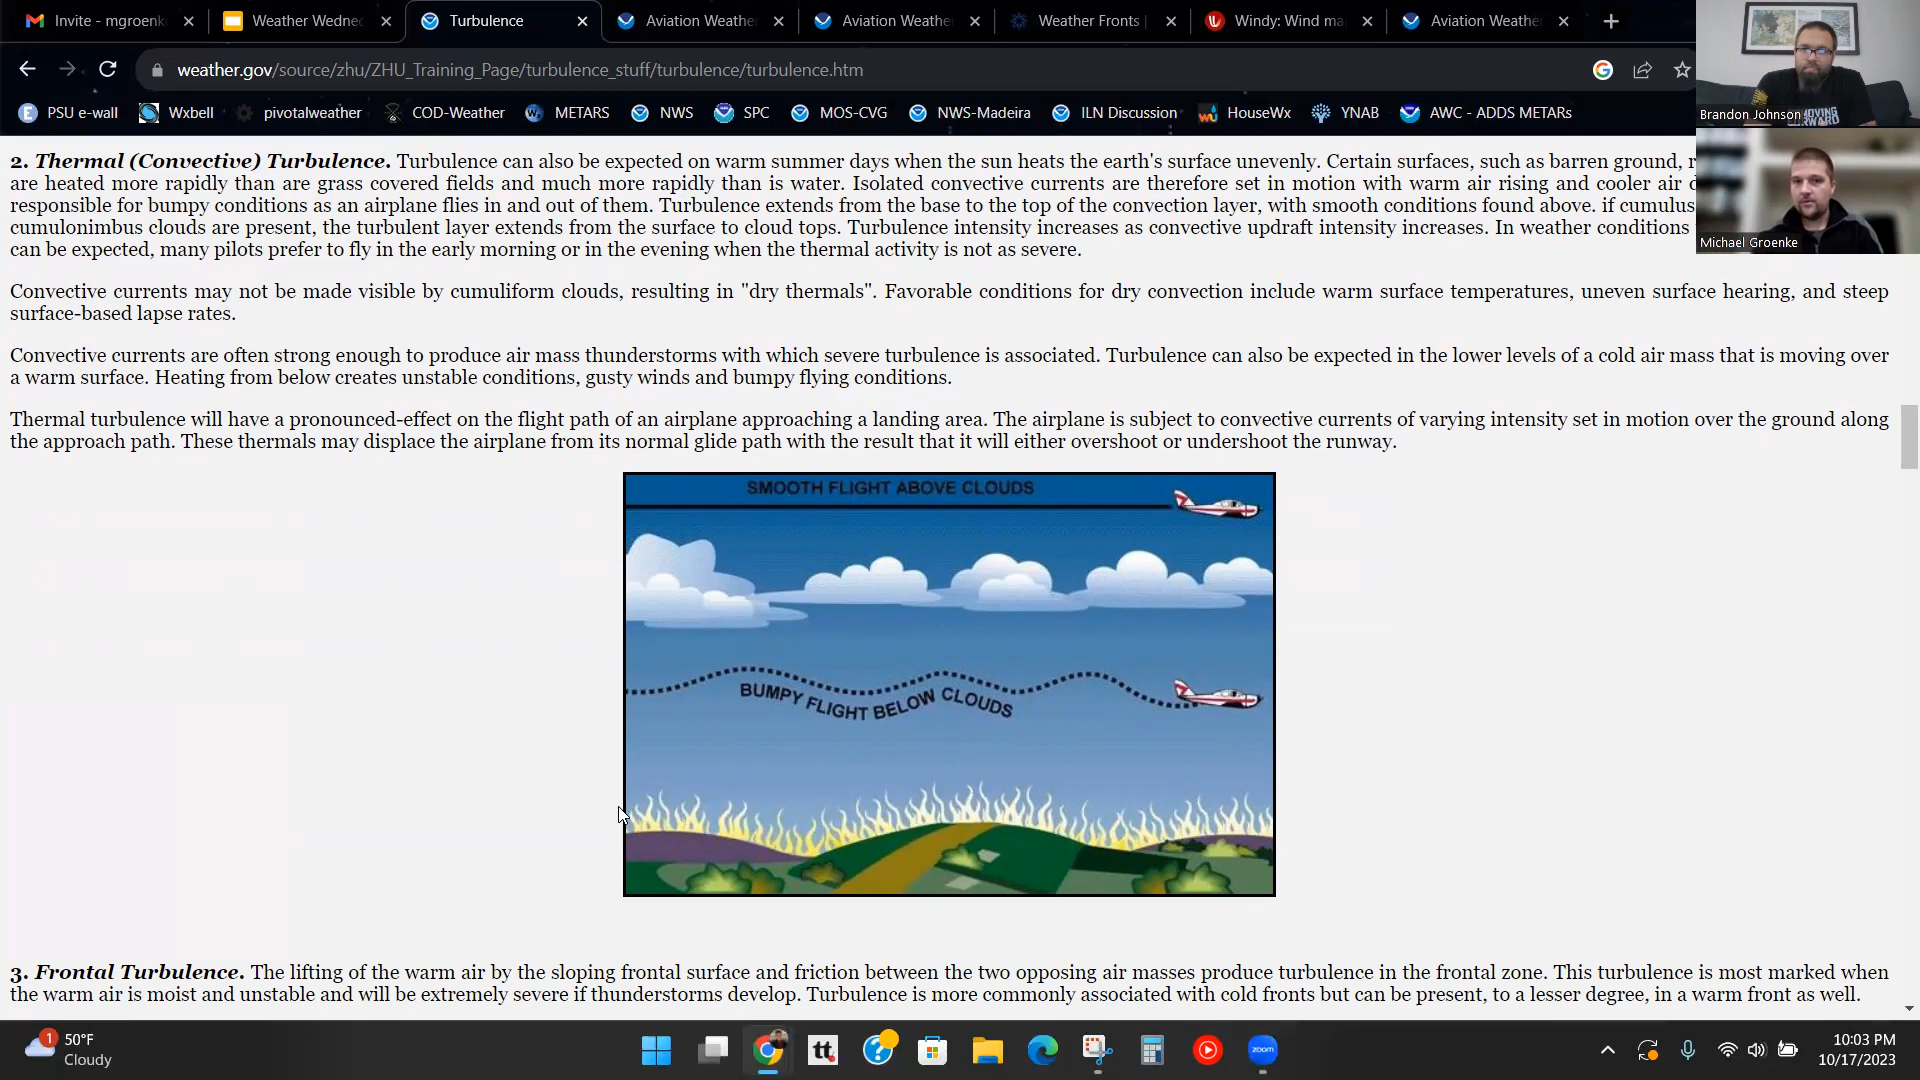 Invite - mgroenk
Weather Wedne
Turbulence
Aviation Weathe
Aviation Weathe
Weather Fronts |
Windy: Wind ma
Aviation Weathe
weather.gov/source/zhu/ZHU_Training_Page/turbulence_stuff/turbulence/turbulence.htm
PSU e-wall
Wxbell
pivotalweather
COD-Weather
METARS
NWS
SPC
MOS-CVG
NWS-Madeira
ILN Discussion
HouseWx
YNAB
AWC - ADDS METARs
Brandon Johnson
MOVING
FORWARD
Michael Groenke
2. Thermal (Convective) Turbulence. Turbulence can also be expected on warm summer days when the sun heats the earth's surface unevenly. Certain surfaces, such as barren ground, r
are heated more rapidly than are grass covered fields and much more rapidly than is water. Isolated convective currents are therefore set in motion with warm air rising and cooler air
responsible for bumpy conditions as an airplane flies in and out of them. Turbulence extends from the base to the top of the convection layer, with smooth conditions found above. if cumulus
cumulonimbus clouds are present, the turbulent layer extends from the surface to cloud tops. Turbulence intensity increases as convective updraft intensity increases. In weather conditions
can be expected, many pilots prefer to fly in the early morning or in the evening when the thermal activity is not as severe.
Convective currents may not be made visible by cumuliform clouds, resulting in "dry thermals". Favorable conditions for dry convection include warm surface temperatures, uneven surface hearing, and steep
surface-based lapse rates.
Convective currents are often strong enough to produce air mass thunderstorms with which severe turbulence is associated. Turbulence can also be expected in the lower levels of a cold air mass that is moving over
a warm surface. Heating from below creates unstable conditions, gusty winds and bumpy flying conditions.
Thermal turbulence will have a pronounced-effect on the flight path of an airplane approaching a landing area. The airplane is subject to convective currents of varying intensity set in motion over the ground along
the approach path. These thermals may displace the airplane from its normal glide path with the result that it will either overshoot or undershoot the runway.
SMOOTH FLIGHT ABOVE CLOUDS
BUMPY FLIGHT BELOW CLOUDS
3. Frontal Turbulence. The lifting of the warm air by the sloping frontal surface and friction between the two opposing air masses produce turbulence in the frontal zone. This turbulence is most marked when
the warm air is moist and unstable and will be extremely severe if thunderstorms develop. Turbulence is more commonly associated with cold fronts but can be present, to a lesser degree, in a warm front as well.
1
50°F
Cloudy
tt
zoom
10:03 PM
10/17/2023